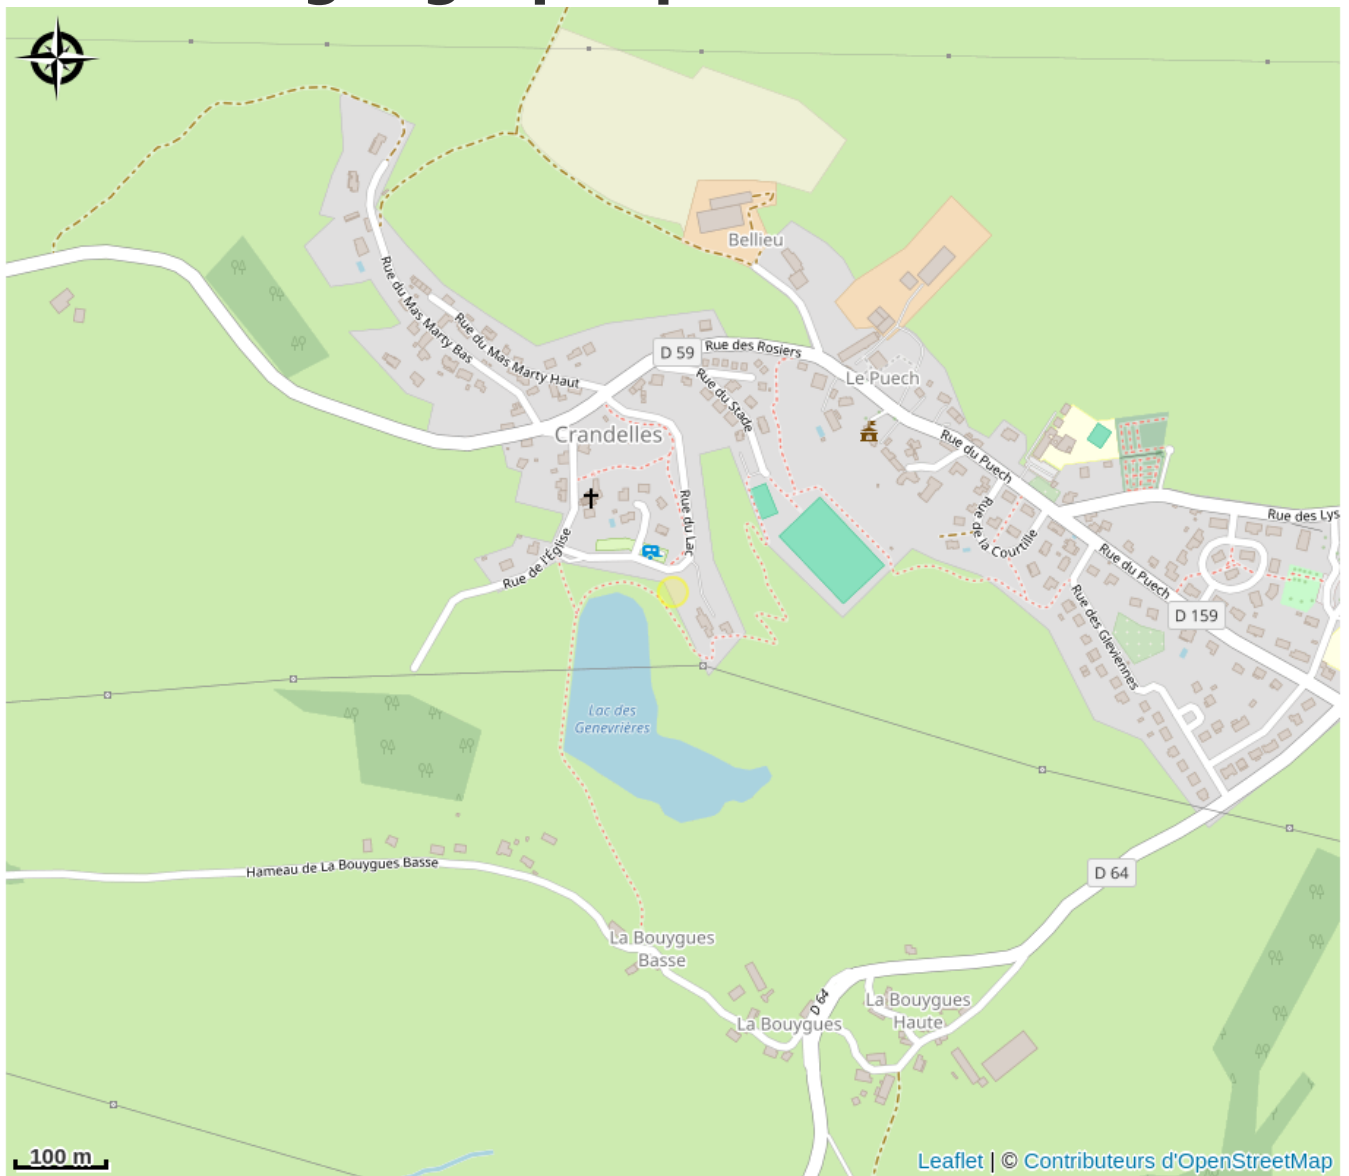 Bellieu
Rue du Mas Marty Bas
Rue du Mas Marty Haut
D 59
Rue des Rosiers
Rue du Stade
Le Puech
Crandelles
Rue du Puech
Rue du Lac
Rue de l'Église
Rue de la Courtille
Rue des Lys
Rue du Puech
D 159
Rue des Gleviennes
Lac des
Genevrières
Hameau de La Bouygues Basse
D 64
La Bouygues
Basse
La Bouygues
D 64
La Bouygues
Haute
100 m
Leaflet | © Contributeurs d'OpenStreetMap